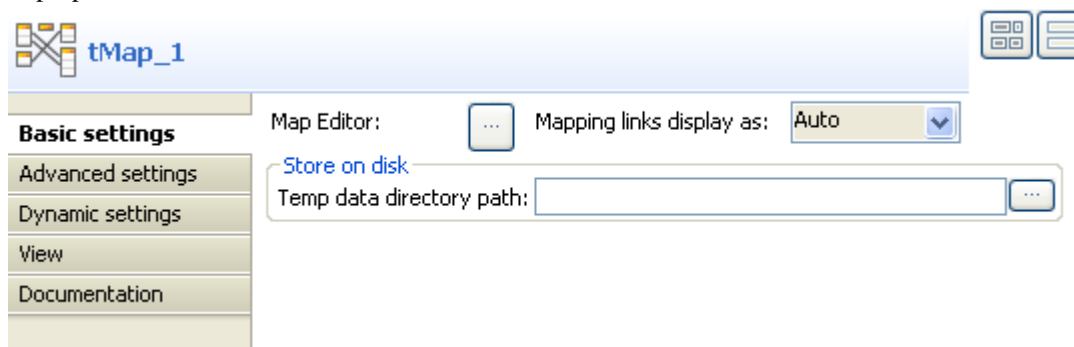 tMap_1
Basic settings
Map Editor: ... Mapping links display as: Auto
Advanced settings
Store on disk
Temp data directory path: ...
Dynamic settings
View
Documentation